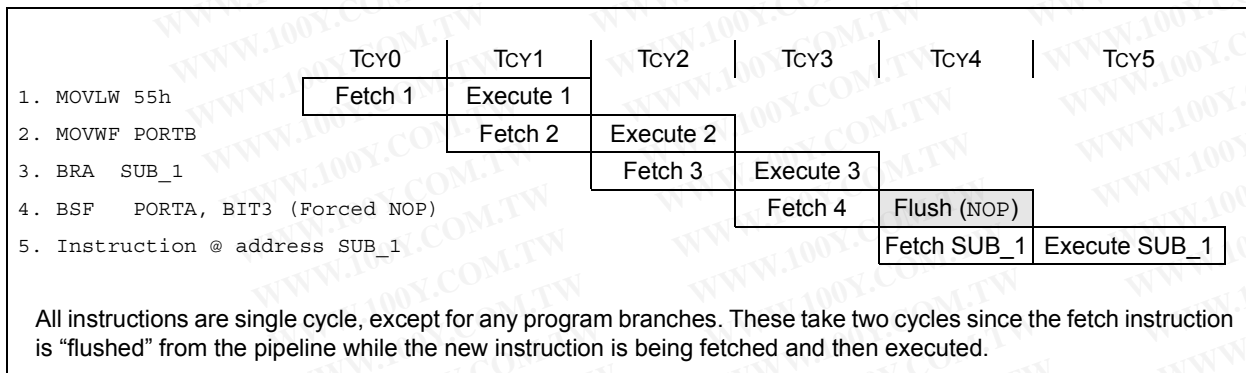 TCY0 TCY1 TCY2 TCY3 TCY4 TCY5
1. MOVLW 55h Fetch 1 Execute 1
2. MOVWF PORTB Fetch 2 Execute 2
3. BRA SUB_1 Fetch 3 Execute 3
4. BSF PORTA, BIT3 (Forced NOP) Fetch 4 Flush (NOP)
5. Instruction @ address SUB_1 Fetch SUB_1 Execute SUB_1
All instructions are single cycle, except for any program branches. These take two cycles since the fetch instruction
is “flushed” from the pipeline while the new instruction is being fetched and then executed.
WWW.100Y.COM.TW